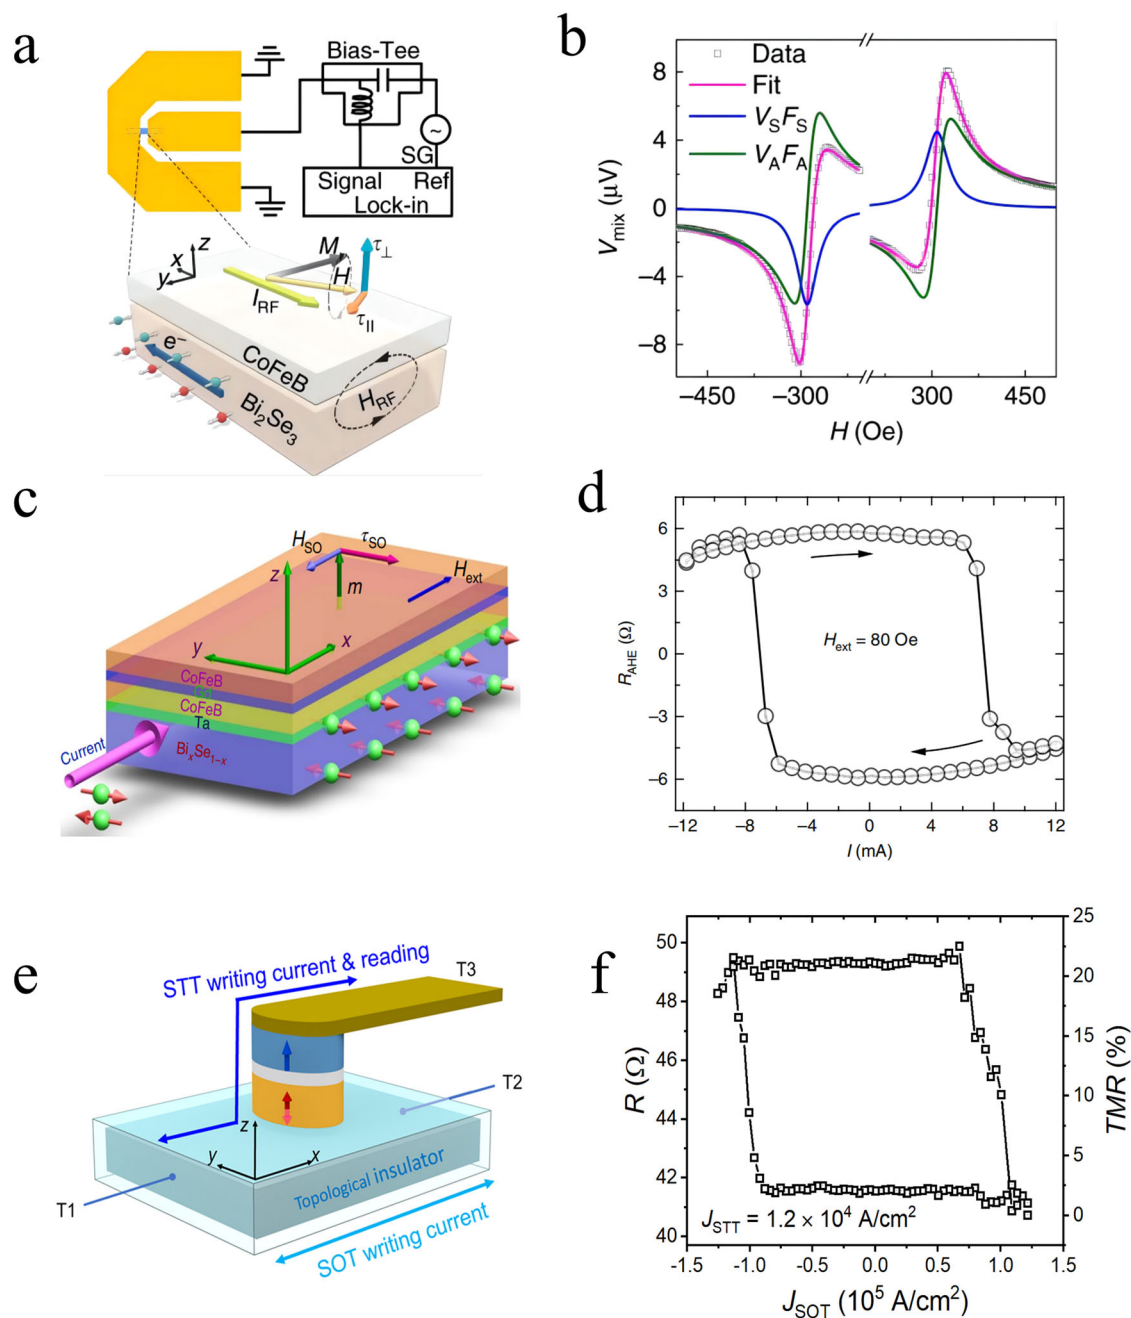 a
Bias-Tee
~
SG
Signal Ref
Lock-in
z
x
y
M
H
τ⊥
I_RF
τ_||
CoFeB
e⁻
H_RF
Bi₂Se₃
b
Data
Fit
V_SF_S
V_AF_A
8
4
0
−4
−8
V_mix (μV)
−450 −300 300 450
H (Oe)
c
H_SO
τ_SO
z
m
H_ext
y
x
CoFeB
Gd
CoFeB
Ta
Bi_xSe_1−x
Current
d
6
3
0
−3
−6
R_AHE (Ω)
H_ext = 80 Oe
−12 −8 −4 0 4 8 12
I (mA)
e
STT writing current & reading
T3
T2
z
y
x
Topological insulator
T1
SOT writing current
f
50
48
46
44
42
40
R (Ω)
25
20
15
10
5
0
TMR (%)
J_STT = 1.2 × 10⁴ A/cm²
-1.5 -1.0 -0.5 0.0 0.5 1.0 1.5
J_SOT (10⁵ A/cm²)